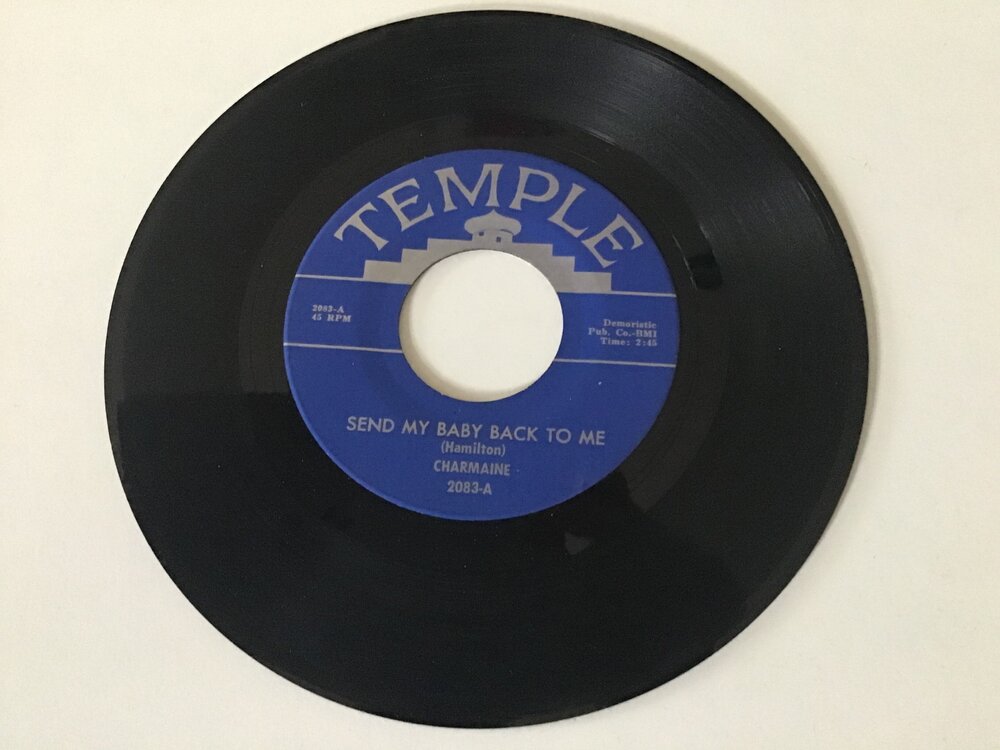 TEMPLE
2083-A
45 RPM
Demoristic
Pub. Co.-BMI
Time: 2:45
SEND MY BABY BACK TO ME
(Hamilton)
CHARMAINE
2083-A